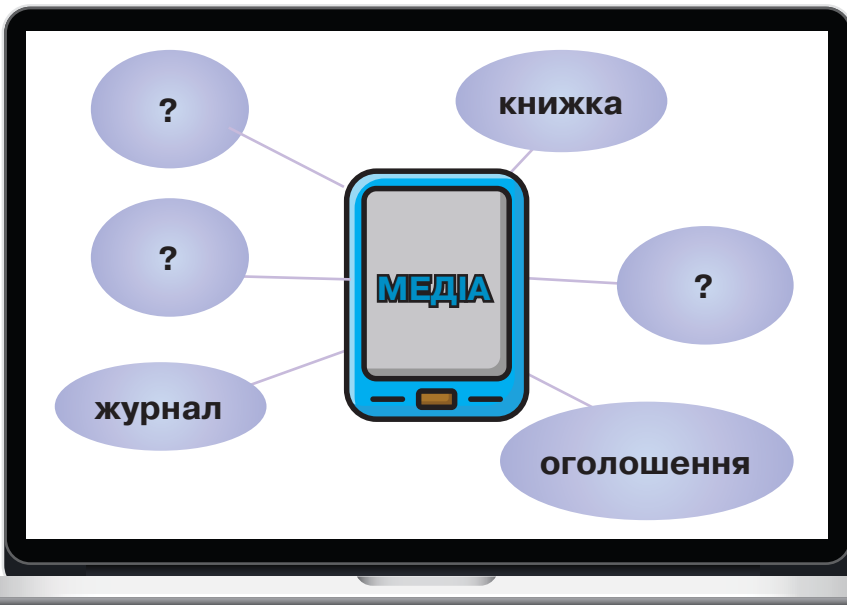 ?
книжка
?
МЕДІА
?
журнал
оголошення